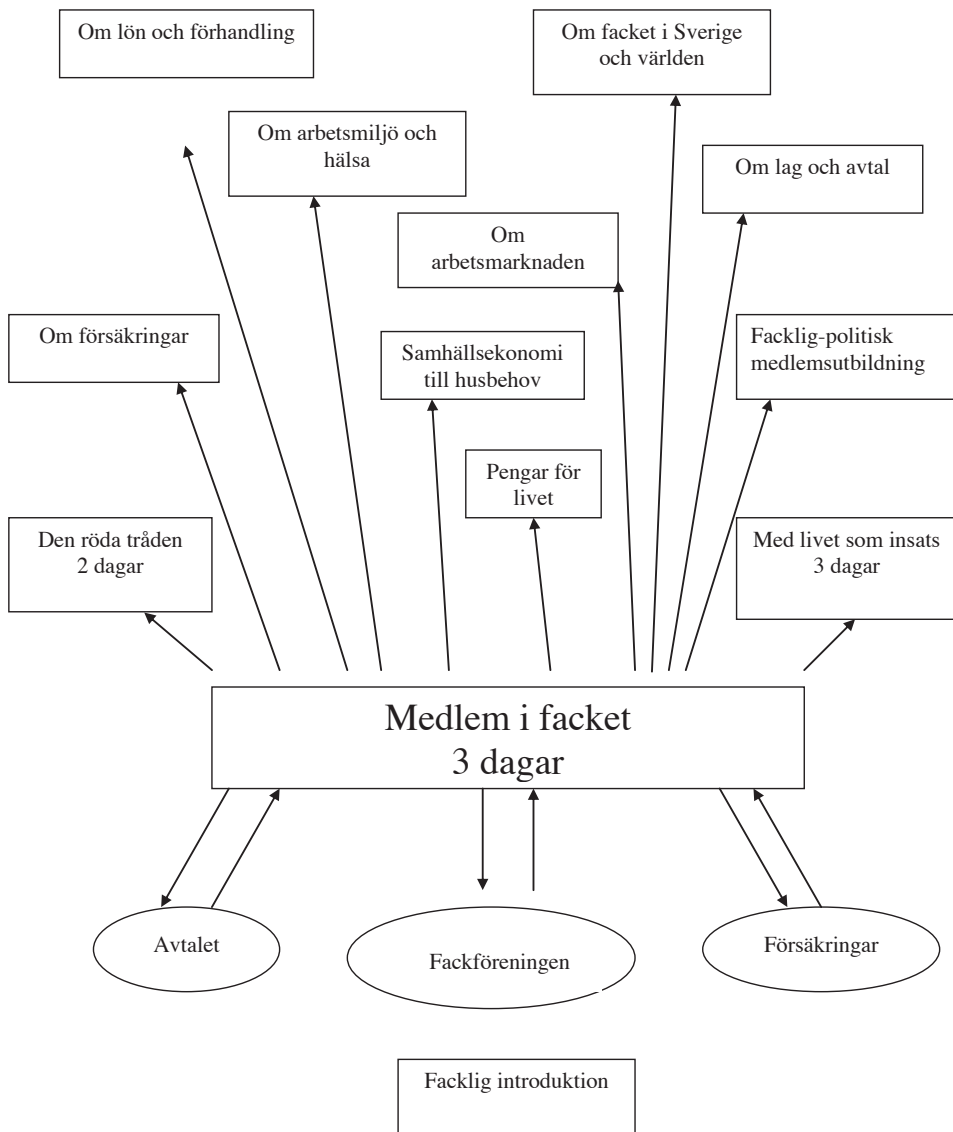 Om lön och förhandling
Om facket i Sverige
och världen
Om arbetsmiljö och
hälsa
Om lag och avtal
Om
arbetsmarknaden
Om försäkringar
Samhällsekonomi
till husbehov
Facklig-politisk
medlemsutbildning
Pengar för
livet
Den röda tråden
2 dagar
Med livet som insats
3 dagar
Medlem i facket
3 dagar
Avtalet
Fackföreningen
Försäkringar
Facklig introduktion